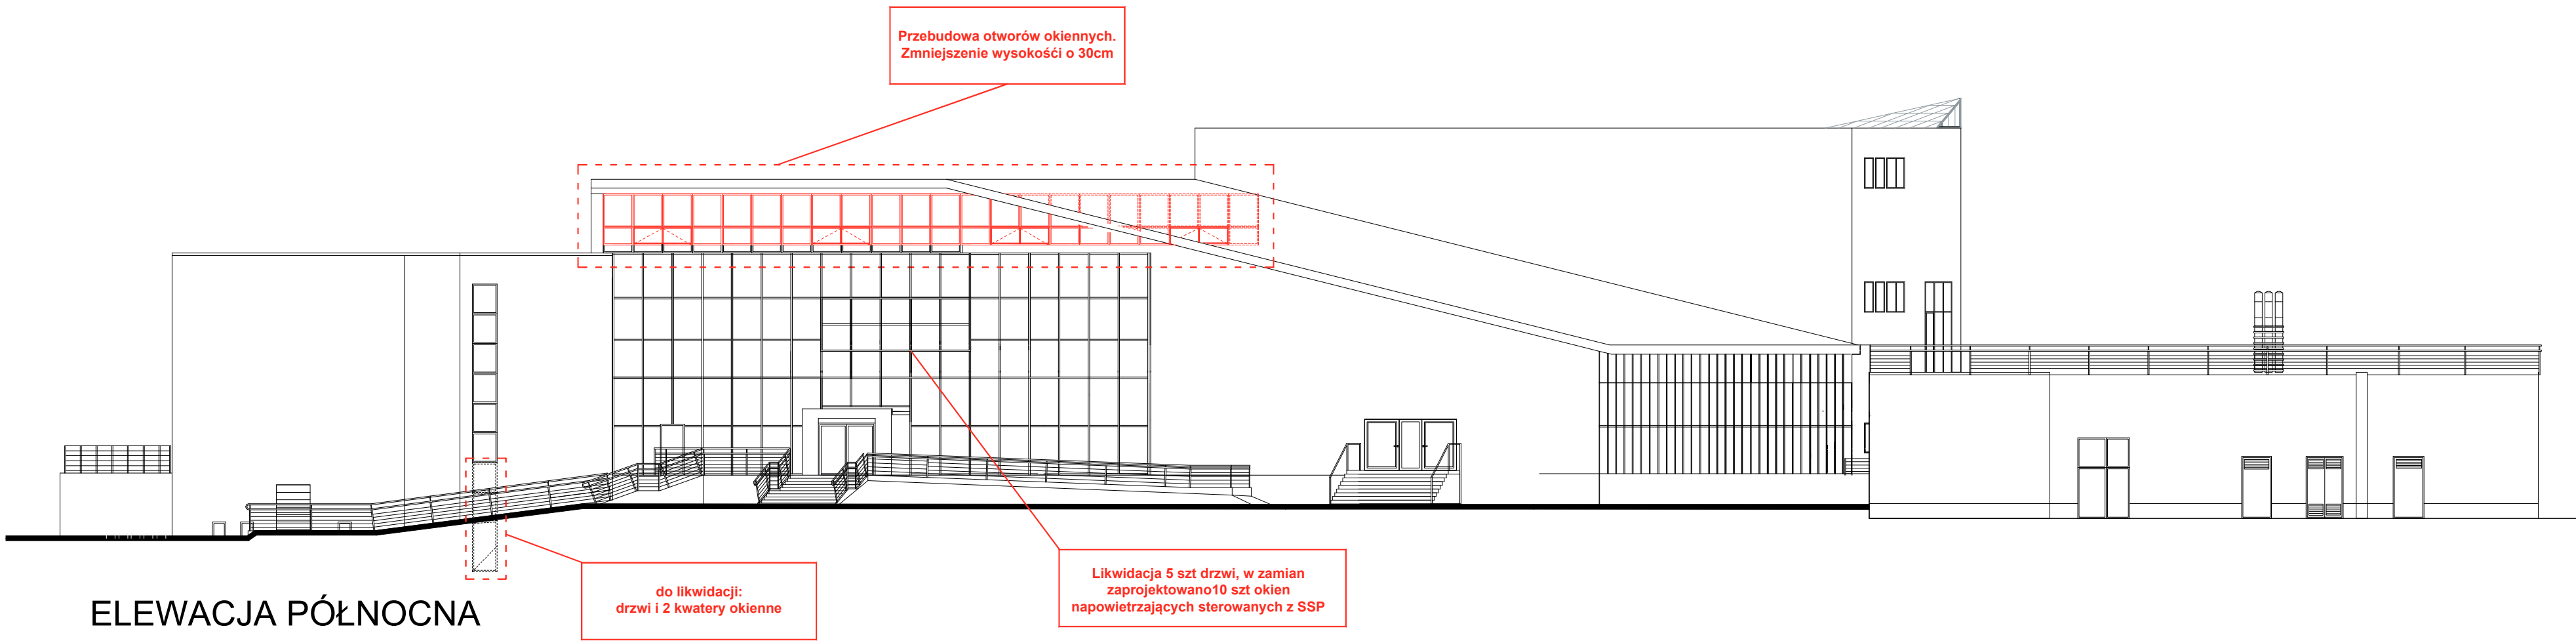 Przebudowa otworów okiennych.
Zmniejszenie wysokośći o 30cm
do likwidacji:
drzwi i 2 kwatery okienne
Likwidacja 5 szt drzwi, w zamian
zaprojektowano10 szt okien
napowietrzających sterowanych z SSP
ELEWACJA PÓŁNOCNA